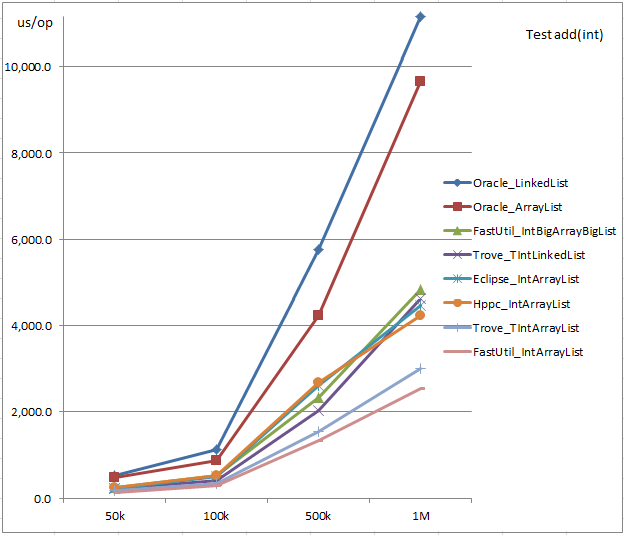 us/op
Test add(int)
10,000.0
8,000.0
6,000.0
4,000.0
2,000.0
0.0
50k
100k
500k
1M
Oracle_LinkedList
Oracle_ArrayList
FastUtil_IntBigArrayBigList
Trove_TIntLinkedList
Eclipse_IntArrayList
Hppc_IntArrayList
Trove_TIntArrayList
FastUtil_IntArrayList